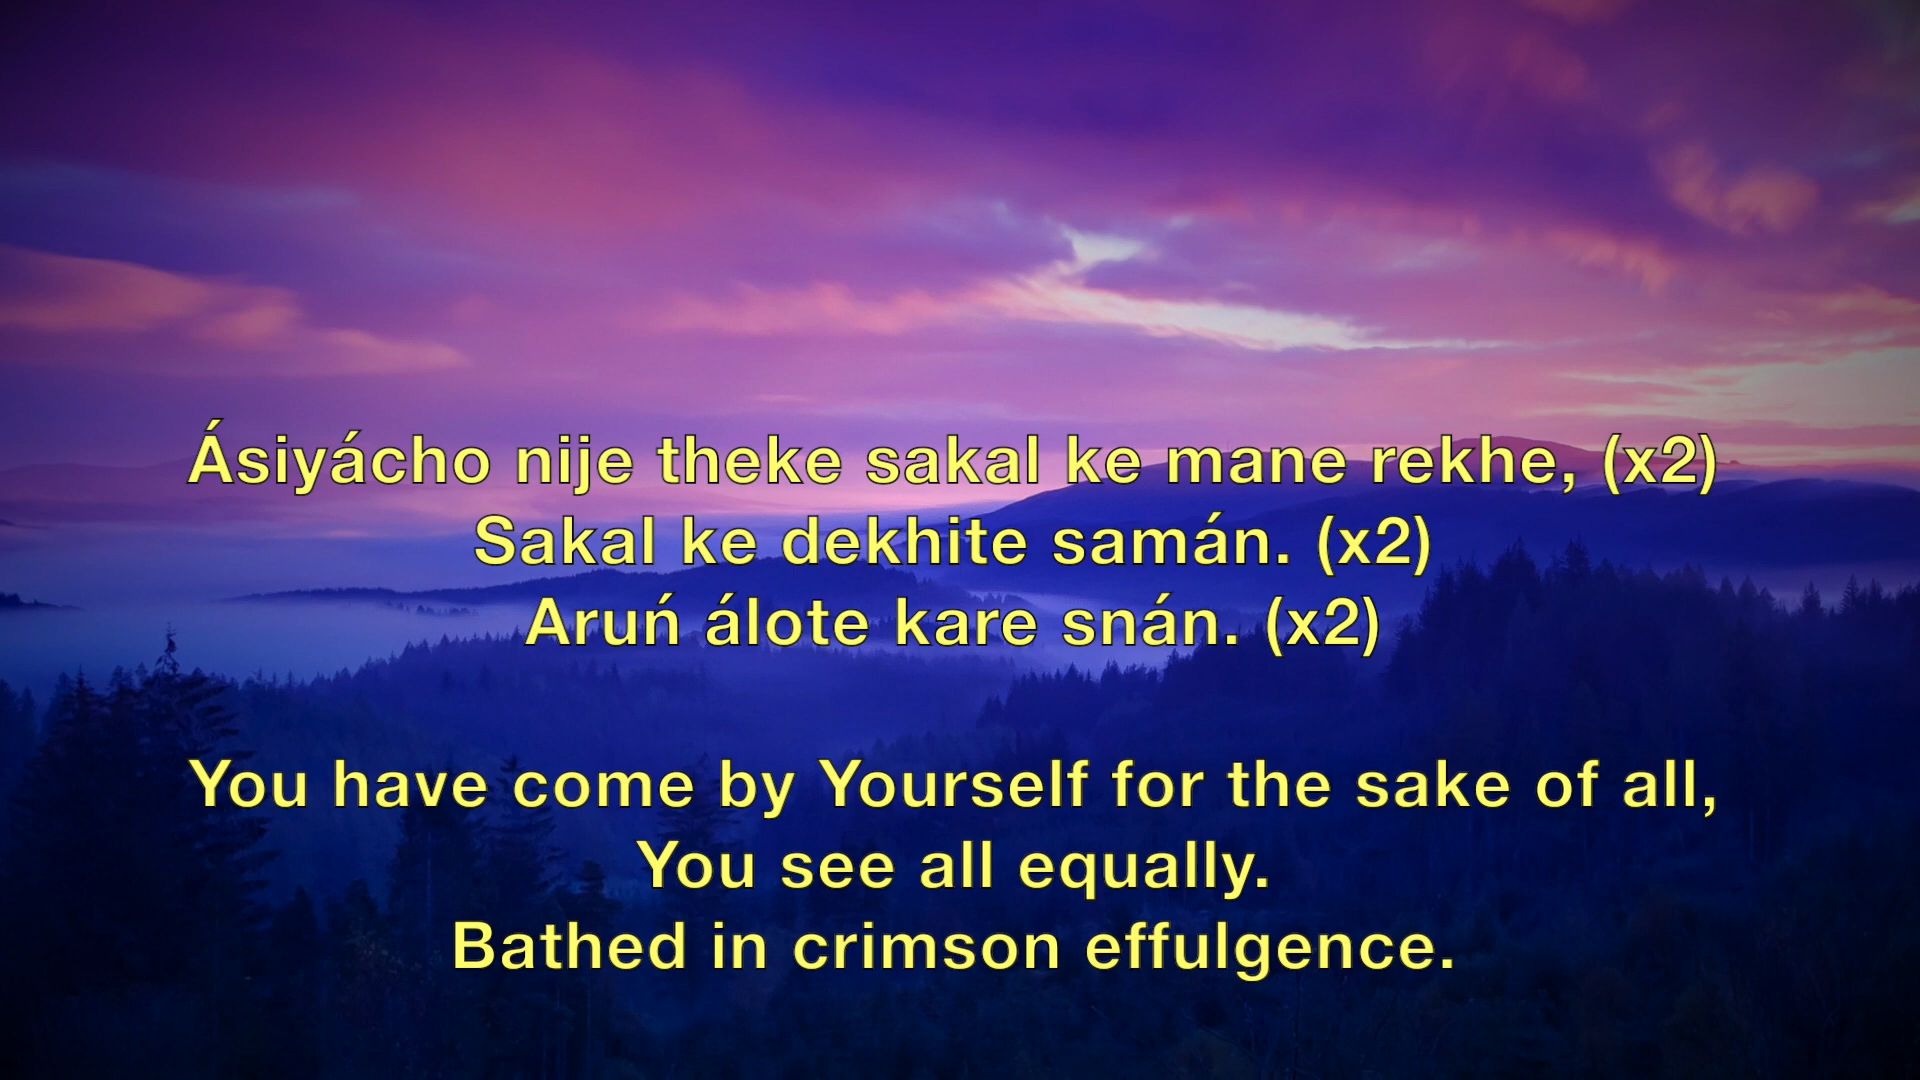 Ásiyácho nije theke sakal ke mane rekhe, (x2)
Sakal ke dekhite samán. (x2)
Aruń álote kare snán. (x2)
You have come by Yourself for the sake of all,
You see all equally.
Bathed in crimson effulgence.